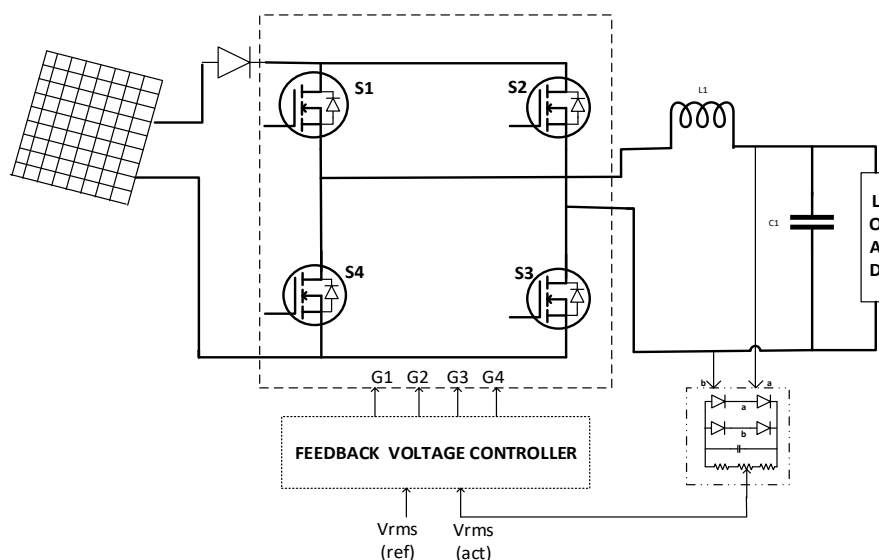 L1
S1
S2
C1
L
O
A
D
S4
S3
G1 G2 G3 G4
b
a
a
b
FEEDBACK VOLTAGE CONTROLLER
Vrms
(ref)
Vrms
(act)